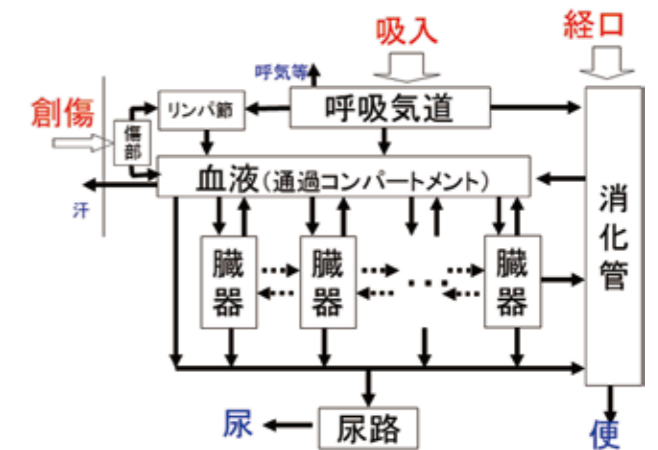 吸入
経口
呼気等
創傷
リンパ節
呼吸気道
傷部
血液(通過コンパートメント)
汗
消化管
臓器
臓器
・・・
臓器
尿
尿路
便